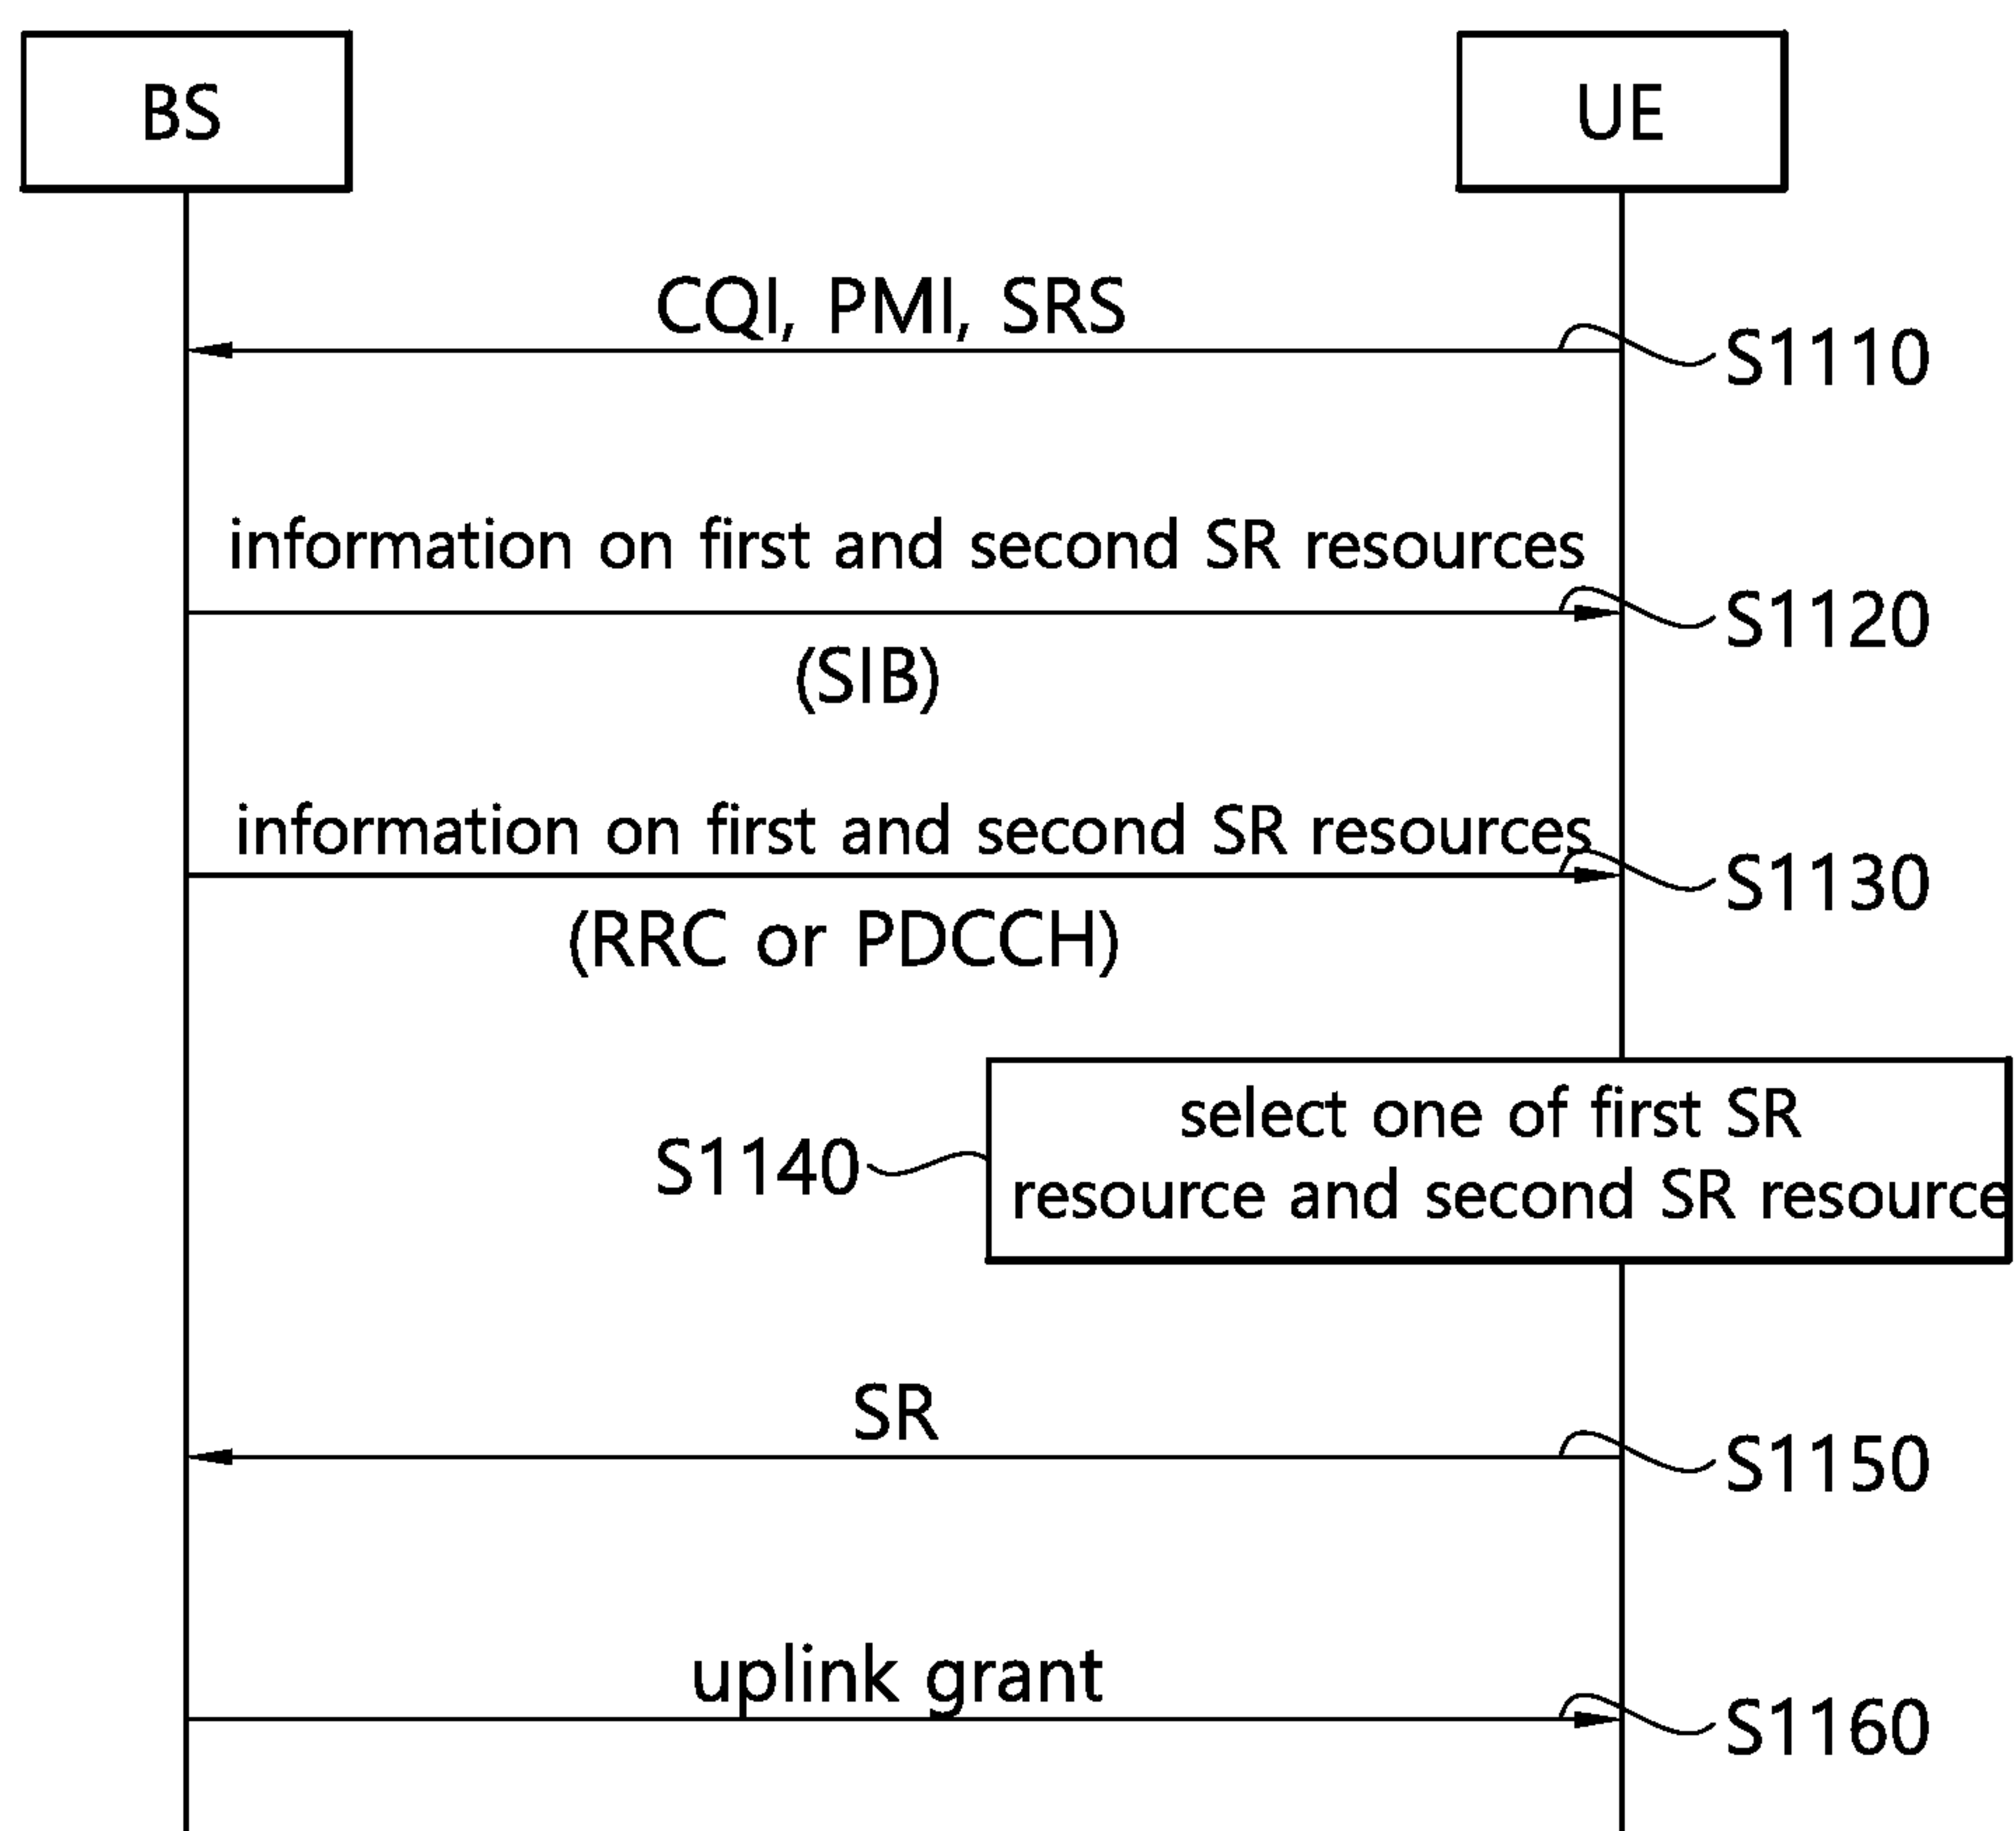 BS
UE
CQI, PMI, SRS
S1110
information on first and second SR resources
S1120
(SIB)
information on first and second SR resources
S1130
(RRC or PDCCH)
select one of first SR
S1140
resource and second SR resource
SR
S1150
uplink grant
S1160